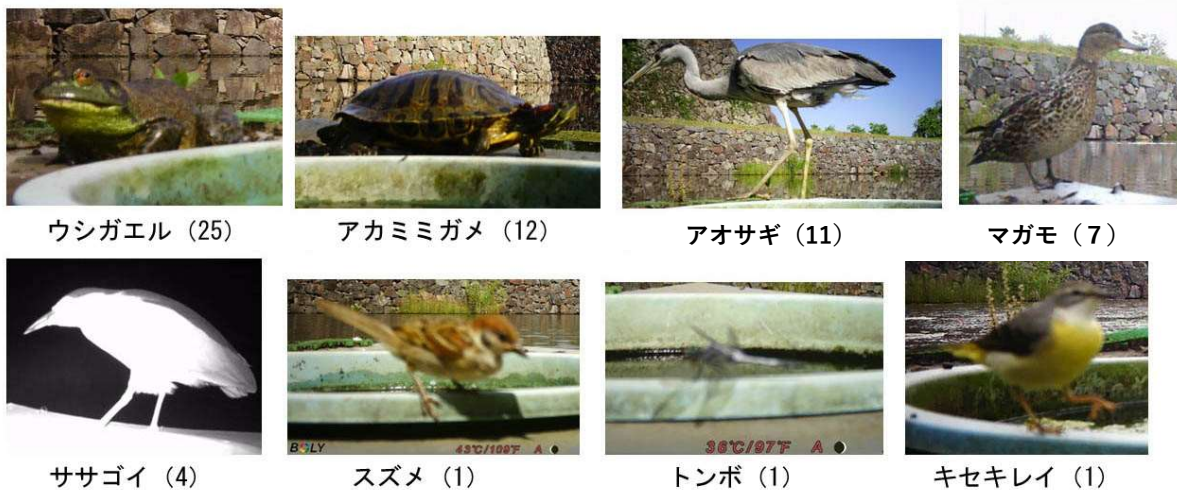 ウシガエル（25）
アカミミガメ（12）
アオサギ（11）
マガモ（７）
BOLY
43℃/109℉ A
36℃/97℉ A
ササゴイ（4）
スズメ（1）
トンボ（1）
キセキレイ（1）